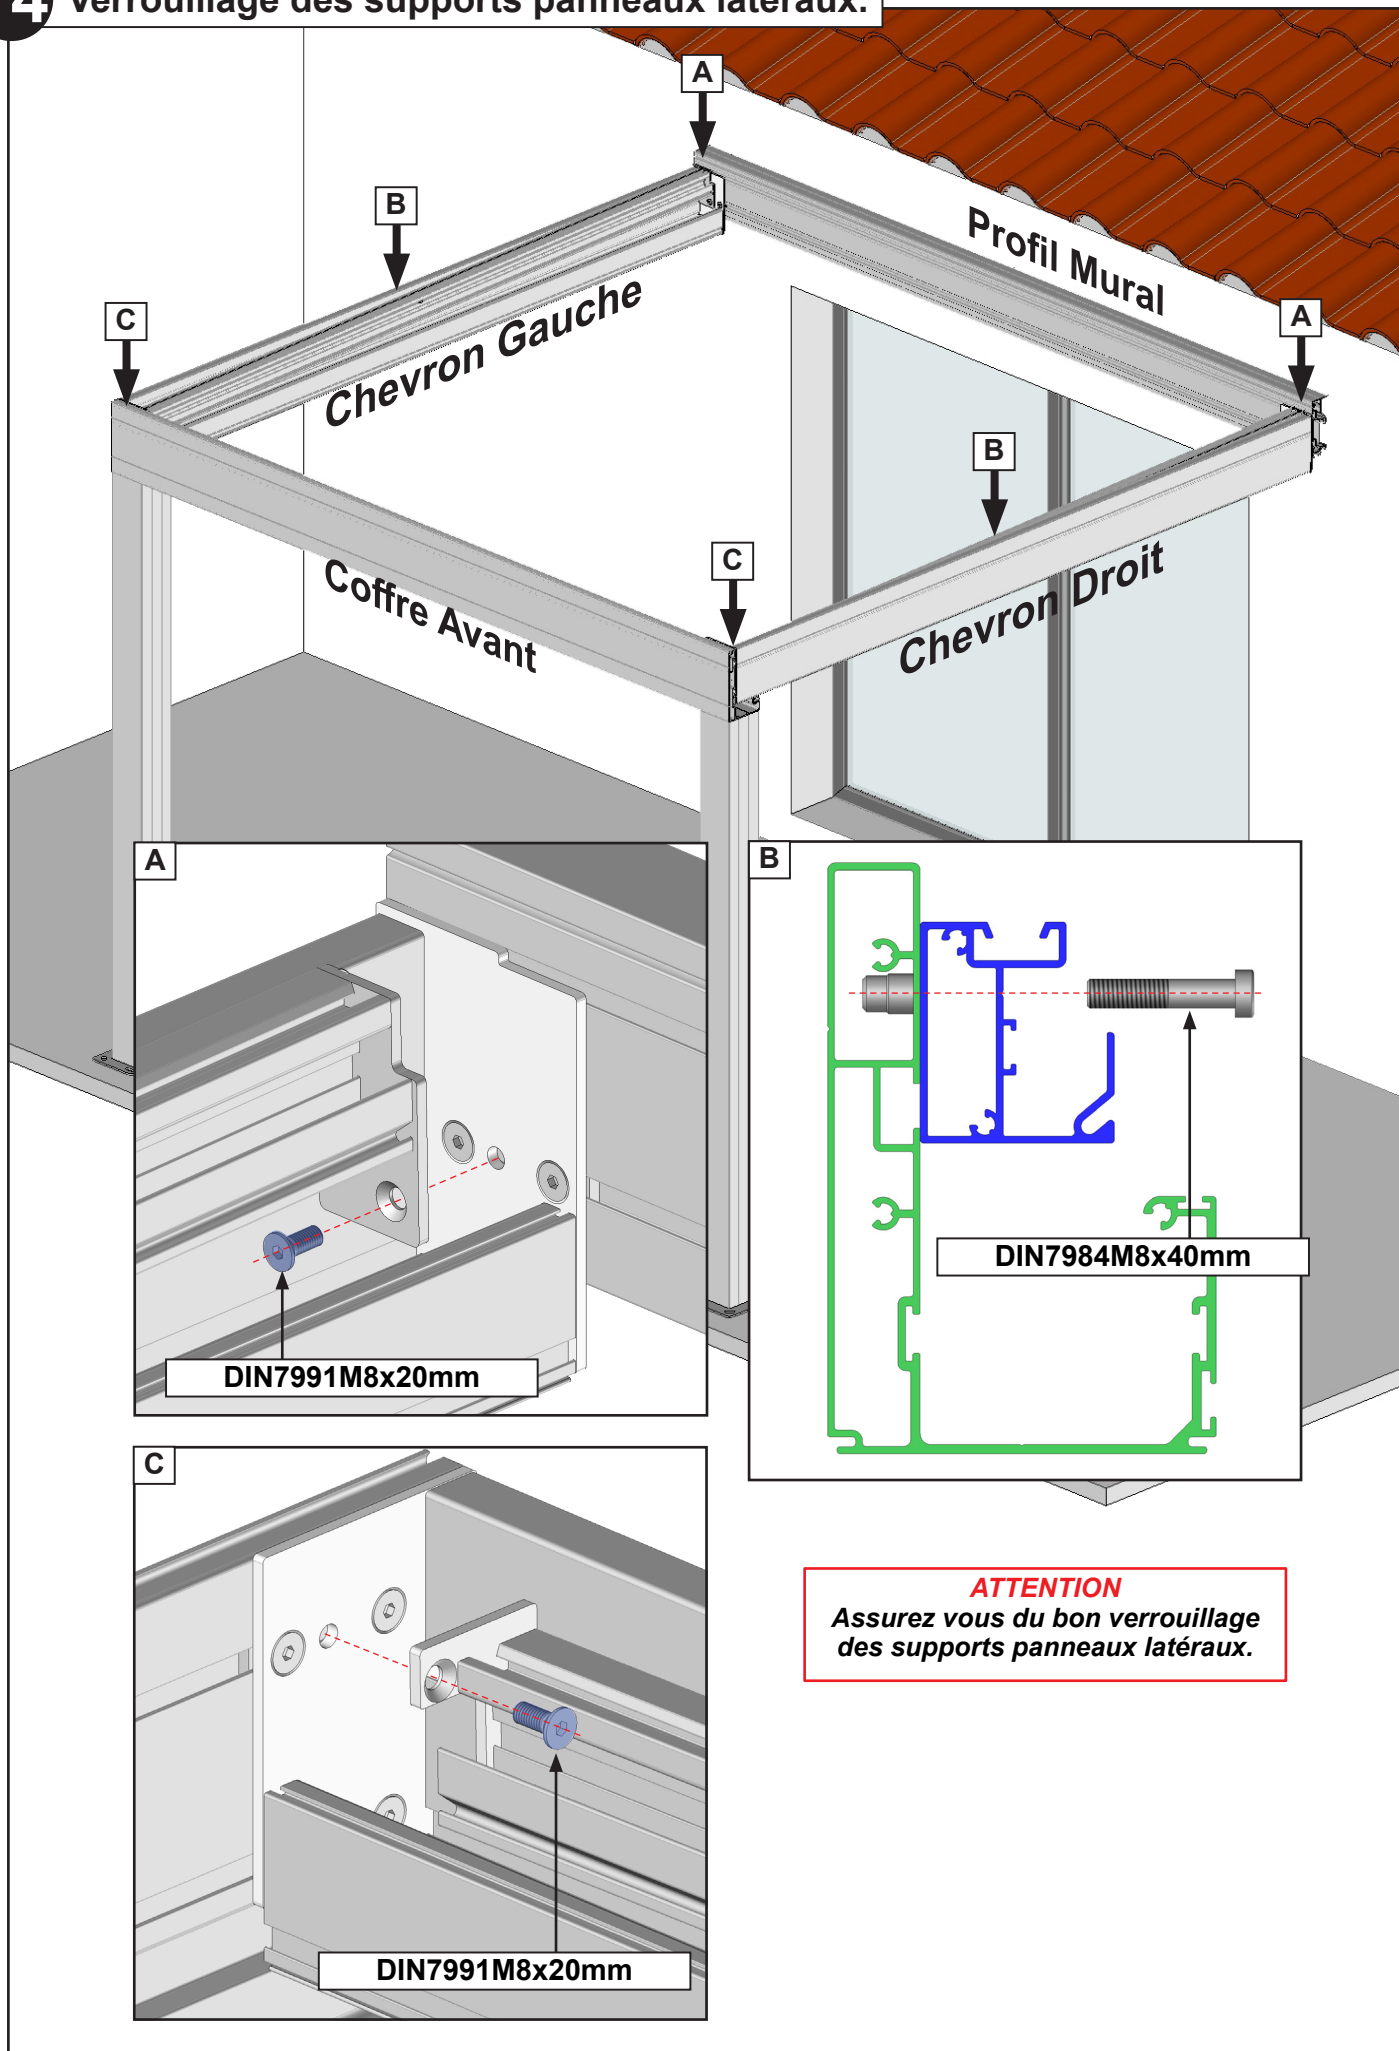 4 Verrouillage des supports panneaux latéraux.
A
B
Profil Mural
C
A
Chevron Gauche
B
C
Coffre Avant
Chevron Droit
A
DIN7991M8x20mm
B
DIN7984M8x40mm
C
DIN7991M8x20mm
ATTENTION
Assurez vous du bon verrouillage
des supports panneaux latéraux.